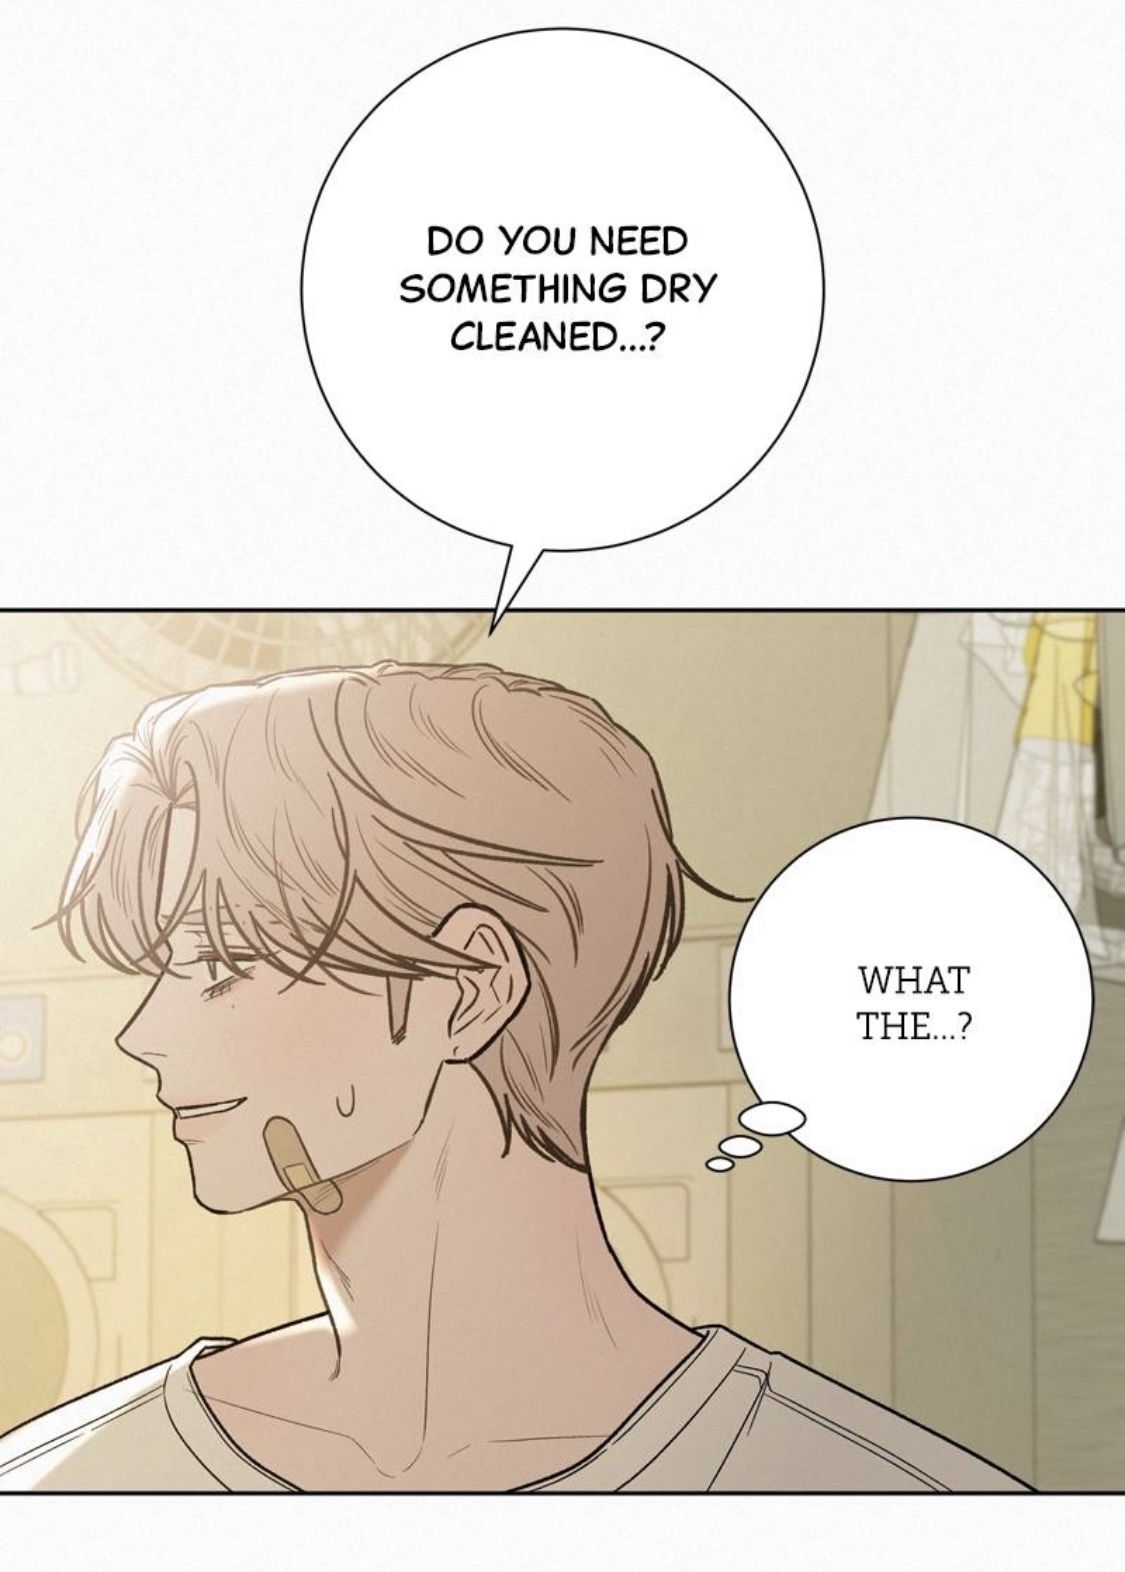 DO YOU NEED
SOMETHING DRY
CLEANED...?
WHAT
THE...?